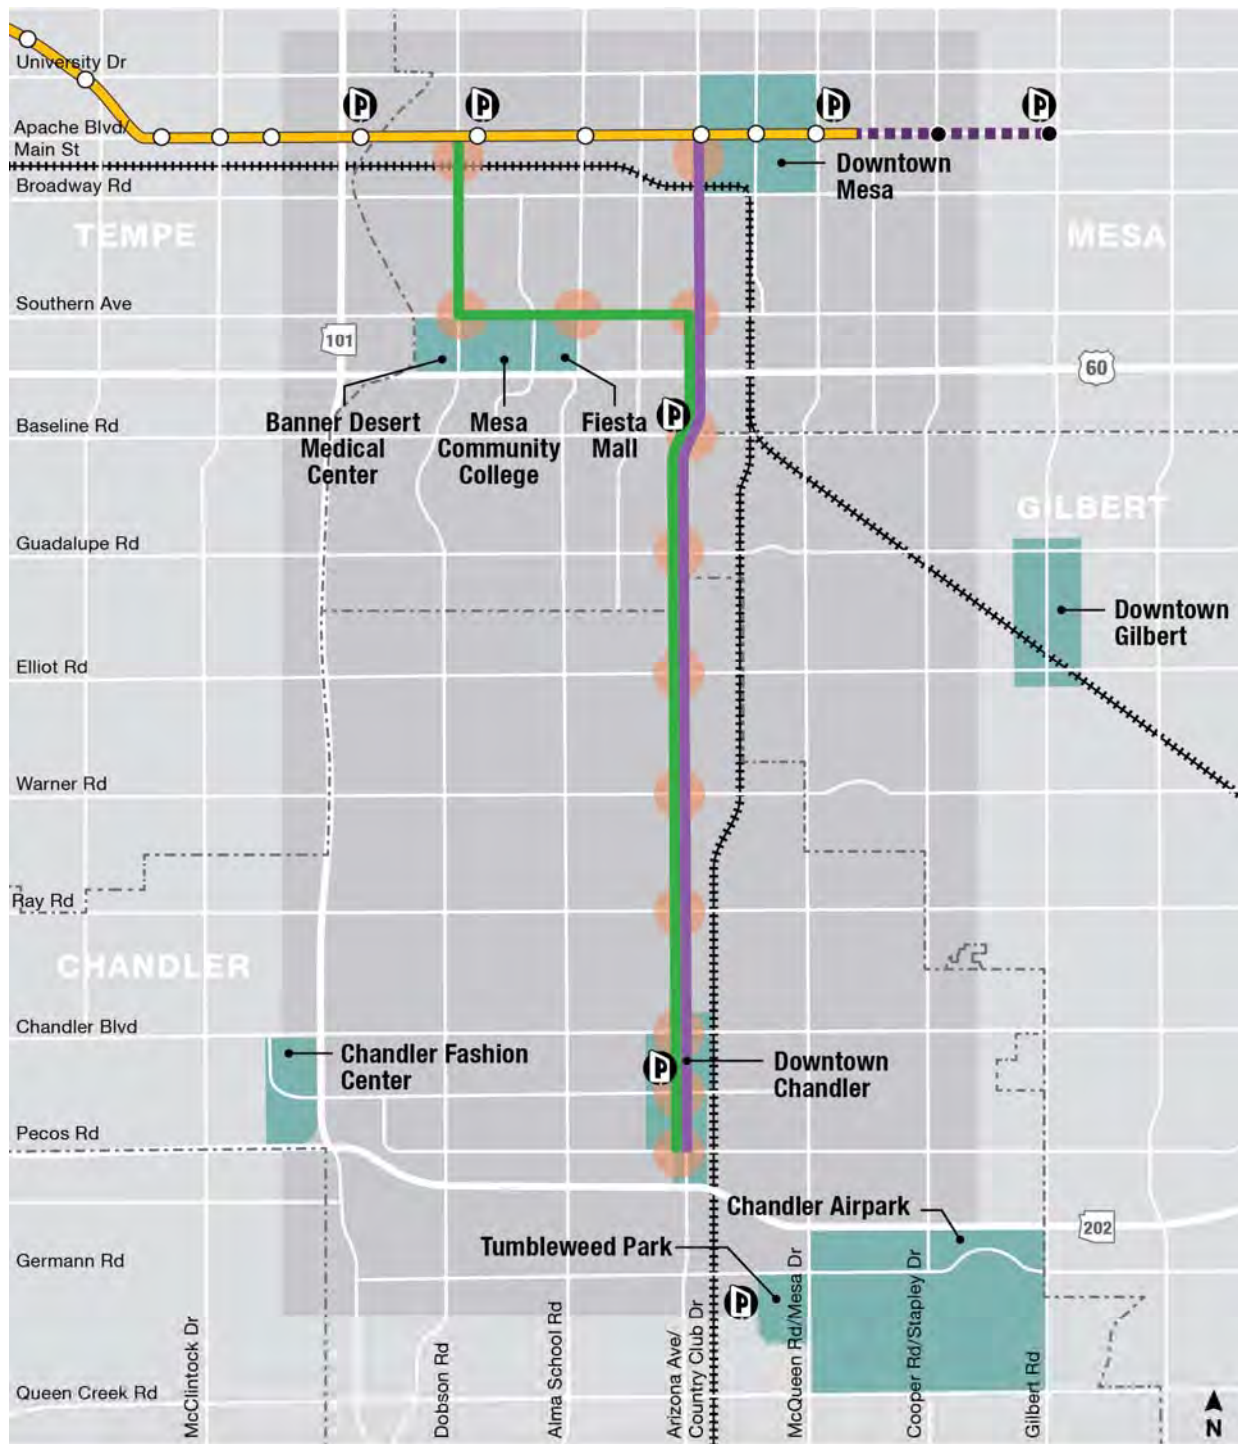 University Dr
P
P
P
P
Apache Blvd/
Main St
Downtown
Mesa
Broadway Rd
TEMPE
MESA
Southern Ave
101
60
Banner Desert
Medical
Center
Mesa
Community
College
Fiesta
Mall
P
Baseline Rd
GILBERT
Guadalupe Rd
Downtown
Gilbert
Elliot Rd
Warner Rd
Ray Rd
CHANDLER
Chandler Blvd
Chandler Fashion
Center
P
Downtown
Chandler
Pecos Rd
Chandler Airpark
202
Tumbleweed Park
Germann Rd
P
Queen Creek Rd
McClintock Dr
Dobson Rd
Alma School Rd
Arizona Ave/
Country Club Dr
McQueen Rd/Mesa Dr
Cooper Rd/Stapley Dr
Gilbert Rd
N